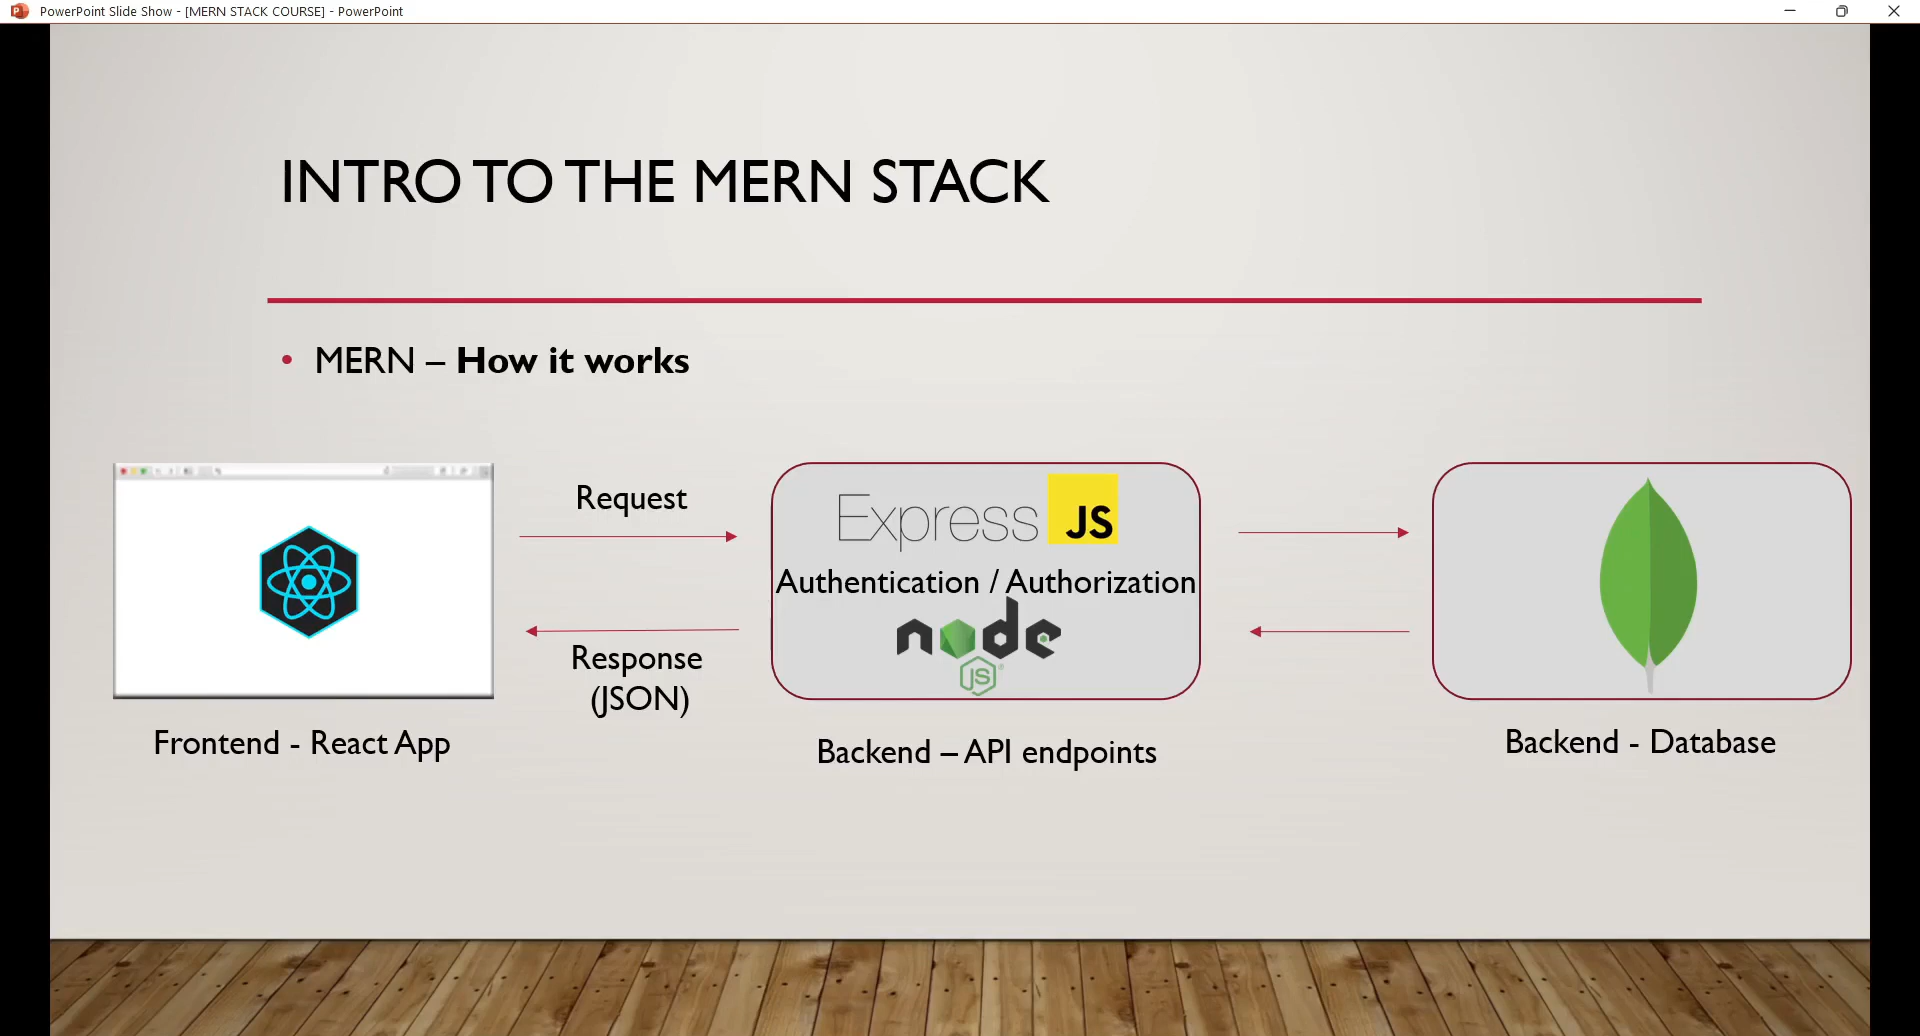 PowerPoint Slide Show - [MERN STACK COURSE] - PowerPoint
INTRO TO THE MERN STACK
• MERN – How it works
Request
Response
(JSON)
Frontend - React App
Express JS
Authentication / Authorization
node
JS
Backend – API endpoints
Backend - Database